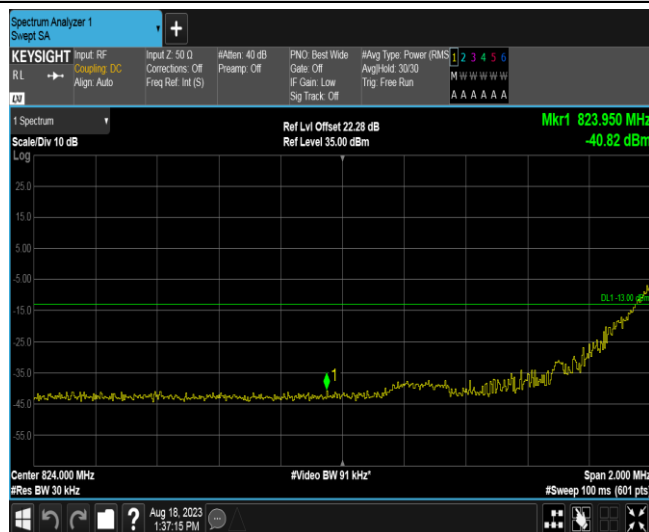 Spectrum Analyzer 1
Swept SA
+
KEYSIGHT
RL
LXI
Input: RF
Coupling: DC
Align: Auto
Input Z: 50 Ω
Corrections: Off
Freq Ref: Int (S)
#Atten: 40 dB
Preamp: Off
PNO: Best Wide
Gate: Off
IF Gain: Low
Sig Track: Off
#Avg Type: Power (RMS
Avg|Hold: 30/30
Trig: Free Run
1 2 3 4 5 6
M W W W W W
A A A A A A
1 Spectrum
Scale/Div 10 dB
Log
Ref Lvl Offset 22.28 dB
Ref Level 35.00 dBm
Mkr1 823.950 MHz
-40.82 dBm
25.0
15.0
5.00
-5.00
DL1 -13.00 dBm
-15.0
-25.0
-35.0
1
-45.0
-55.0
Center 824.000 MHz
#Res BW 30 kHz
#Video BW 91 kHz*
Span 2.000 MHz
#Sweep 100 ms (601 pts)
?
Aug 18, 2023
1:37:15 PM